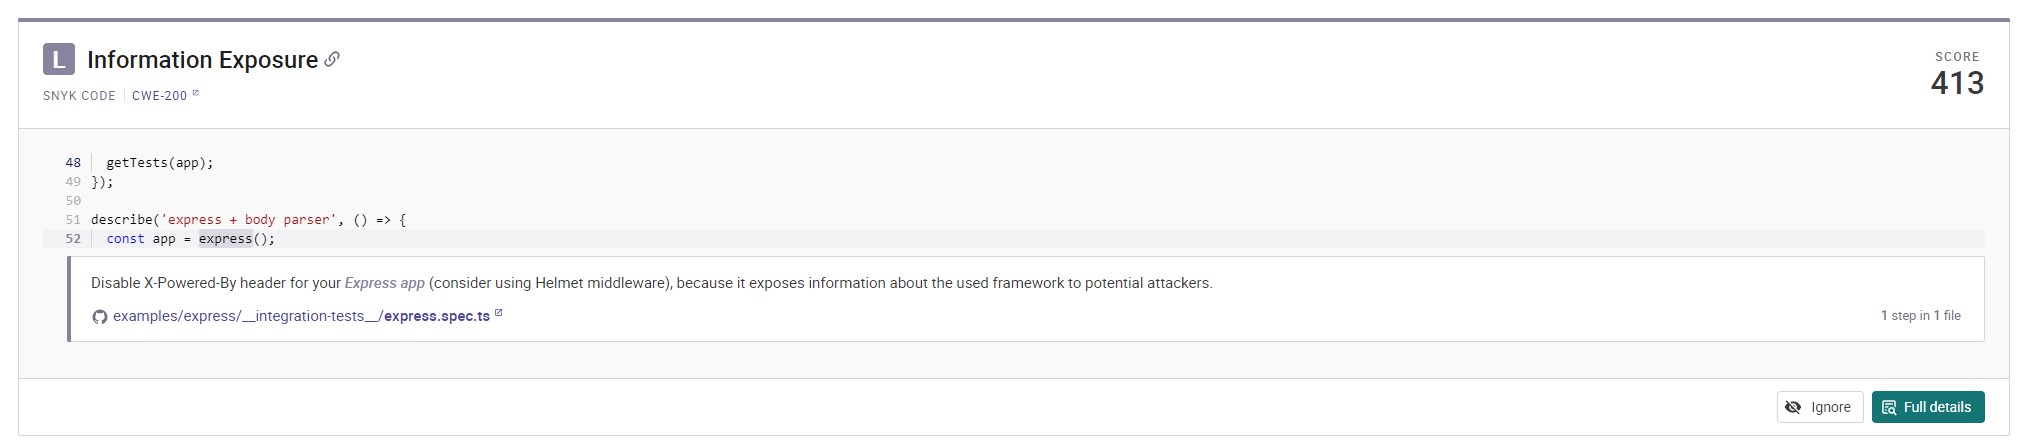 L Information Exposure
SCORE
413
SNYK CODE CWE-200
48 getTests(app);
49 });
50
51 describe('express + body parser', () => {
52 const app = express();
Disable X-Powered-By header for your Express app (consider using Helmet middleware), because it exposes information about the used framework to potential attackers.
examples/express/__integration-tests__/express.spec.ts 1 step in 1 file
Ignore Full details